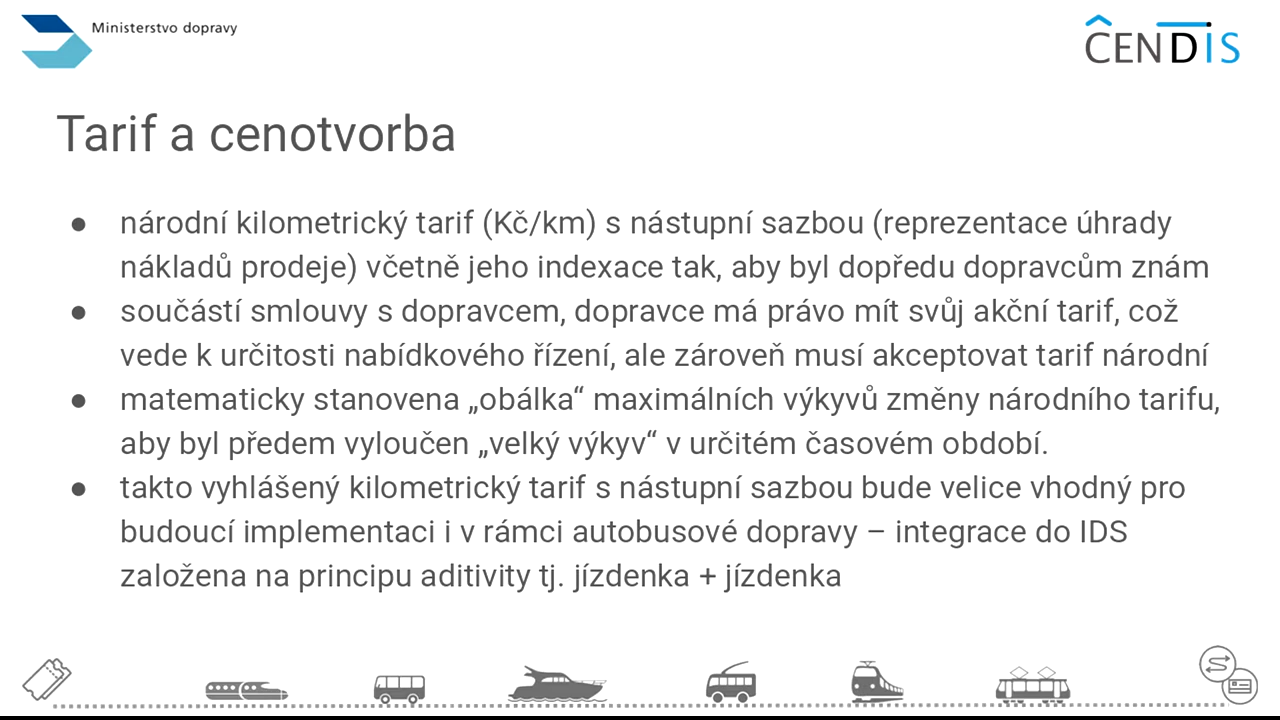 Ministerstvo dopravy
ČENDIS
Tarif a cenotvorba
● národní kilometrický tarif (Kč/km) s nástupní sazbou (reprezentace úhrady
nákladů prodeje) včetně jeho indexace tak, aby byl dopředu dopravcům znám
● součástí smlouvy s dopravcem, dopravce má právo mít svůj akční tarif, což
vede k určitosti nabídkového řízení, ale zároveň musí akceptovat tarif národní
● matematicky stanovena „obálka“ maximálních výkyvů změny národního tarifu,
aby byl předem vyloučen „velký výkyv“ v určitém časovém období.
● takto vyhlášený kilometrický tarif s nástupní sazbou bude velice vhodný pro
budoucí implementaci i v rámci autobusové dopravy – integrace do IDS
založena na principu aditivity tj. jízdenka + jízdenka